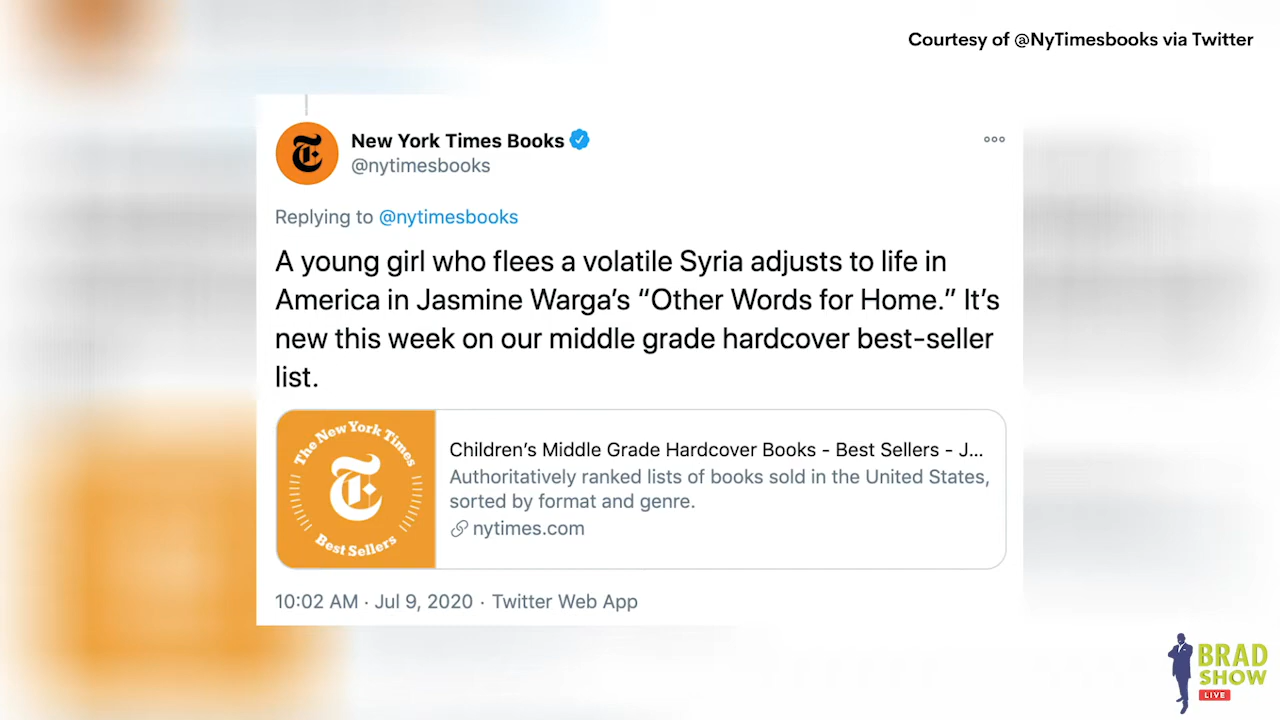 Courtesy of @NyTimesbooks via Twitter
New York Times Books
@nytimesbooks
Replying to @nytimesbooks
A young girl who flees a volatile Syria adjusts to life in
America in Jasmine Warga’s “Other Words for Home.” It’s
new this week on our middle grade hardcover best-seller
list.
The New York Times
Best Sellers
Children’s Middle Grade Hardcover Books - Best Sellers - J...
Authoritatively ranked lists of books sold in the United States,
sorted by format and genre.
nytimes.com
10:02 AM · Jul 9, 2020 · Twitter Web App
BRAD
SHOW
LIVE